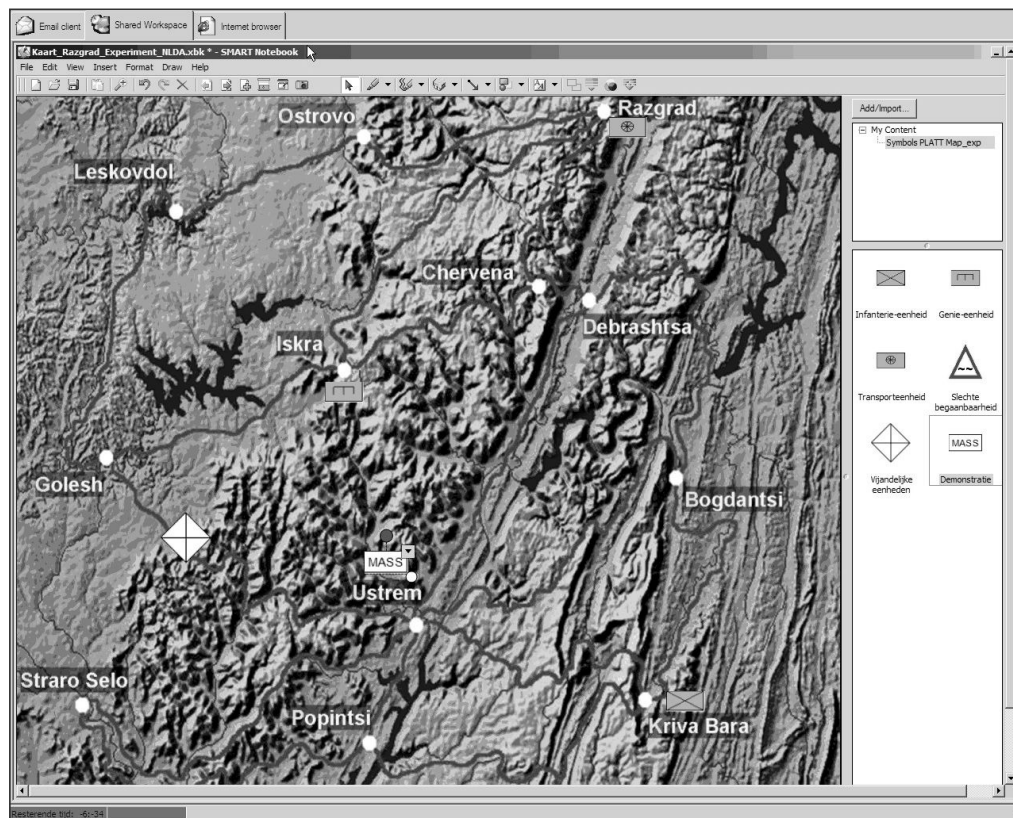 Email client
Shared Workspace
Internet browser
Kaart_Razgrad_Experiment_NLDA.xbk * - SMART Notebook
File Edit View Insert Format Draw Help
Add/Import...
My Content
Symbols PLATT Map_exp
Ostrovo
Razgrad
Leskovdol
Chervena
Debrashtsa
Iskra
Golesh
Bogdantsi
MASS
Ustrem
Straro Selo
Popintsi
Kriva Bara
Infanterie-eenheid
Genie-eenheid
Transporteenheid
Slechte
begaanbaarheid
Vijandelijke
eenheden
MASS
Demonstratie
Resterende tijd: -6:-34